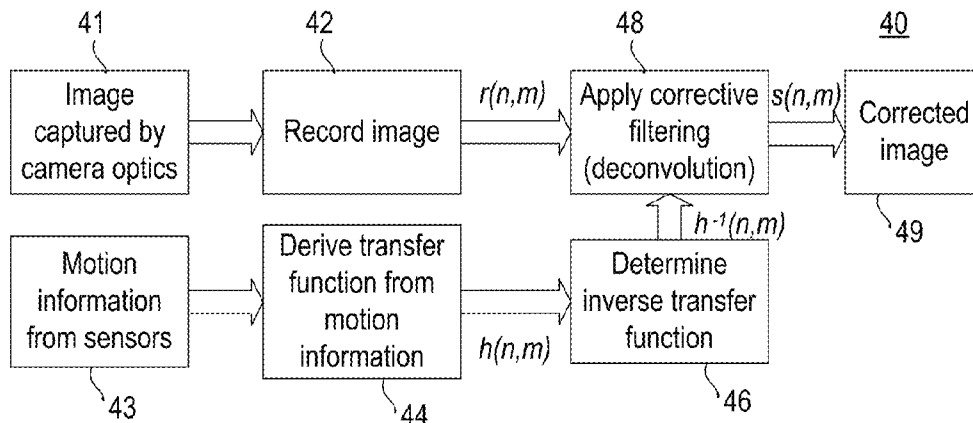 41
42
48
40
Image
captured by
camera optics
Record image
r(n,m)
Apply corrective
filtering
(deconvolution)
s(n,m)
Corrected
image
49
h⁻¹(n,m)
Motion
information
from sensors
Derive transfer
function from
motion
information
h(n,m)
Determine
inverse transfer
function
43
44
46